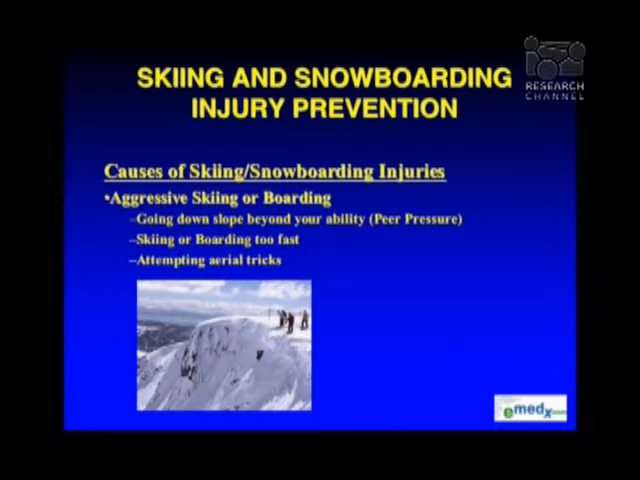 RESEARCH
CHANNEL
SKIING AND SNOWBOARDING
INJURY PREVENTION
Causes of Skiing/Snowboarding Injuries
•Aggressive Skiing or Boarding
–Going down slope beyond your ability (Peer Pressure)
–Skiing or Boarding too fast
–Attempting aerial tricks
emedx